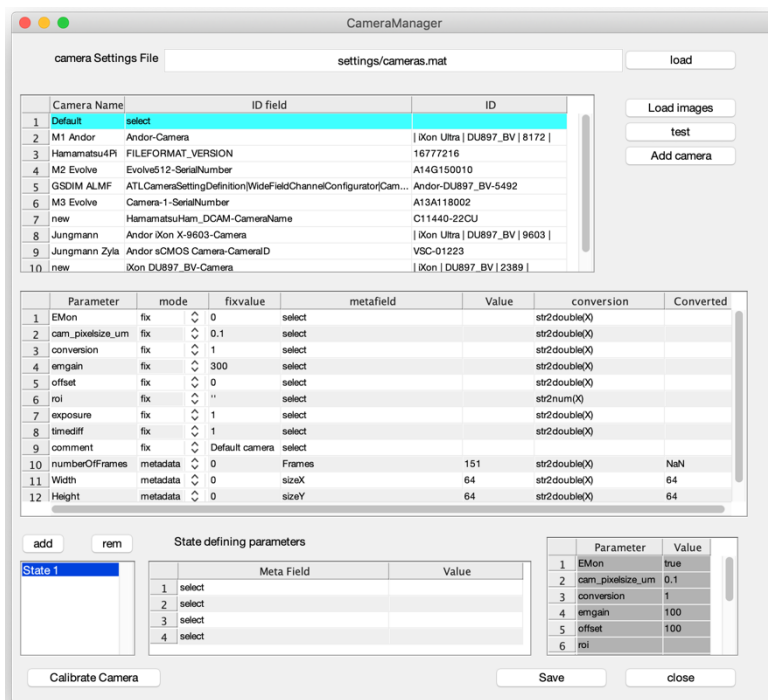 CameraManager
camera Settings File settings/cameras.mat load
Camera Name ID field ID
1 Default select
2 M1 Andor Andor-Camera | iXon Ultra | DU897_BV | 8172 |
3 Hamamatsu4Pi FILEFORMAT_VERSION 16777216
4 M2 Evolve Evolve512-SerialNumber A14G150010
5 GSDIM ALMF ATLCameraSettingDefinition|WideFieldChannelConfigurator|Cam... Andor-DU897_BV-5492
6 M3 Evolve Camera-1-SerialNumber A13A118002
7 new HamamatsuHam_DCAM-CameraName C11440-22CU
8 Jungmann Andor iXon X-9603-Camera | iXon Ultra | DU897_BV | 9603 |
9 Jungmann Zyla Andor sCMOS Camera-CameraID VSC-01223
10 new iXon DU897_BV-Camera | iXon | DU897_BV | 2389 |
Load images
test
Add camera
Parameter mode fixvalue metafield Value conversion Converted
1 EMon fix 0 select str2double(X)
2 cam_pixelsize_um fix 0.1 select str2double(X)
3 conversion fix 1 select str2double(X)
4 emgain fix 300 select str2double(X)
5 offset fix 0 select str2double(X)
6 roi fix '' select str2num(X)
7 exposure fix 1 select str2double(X)
8 timediff fix 1 select str2double(X)
9 comment fix Default camera select
10 numberOfFrames metadata 0 Frames 151 str2double(X) NaN
11 Width metadata 0 sizeX 64 str2double(X) 64
12 Height metadata 0 sizeY 64 str2double(X) 64
add rem State defining parameters
State 1
Meta Field Value
1 select
2 select
3 select
4 select
Parameter Value
1 EMon true
2 cam_pixelsize_um 0.1
3 conversion 1
4 emgain 100
5 offset 100
6 roi
Calibrate Camera Save close